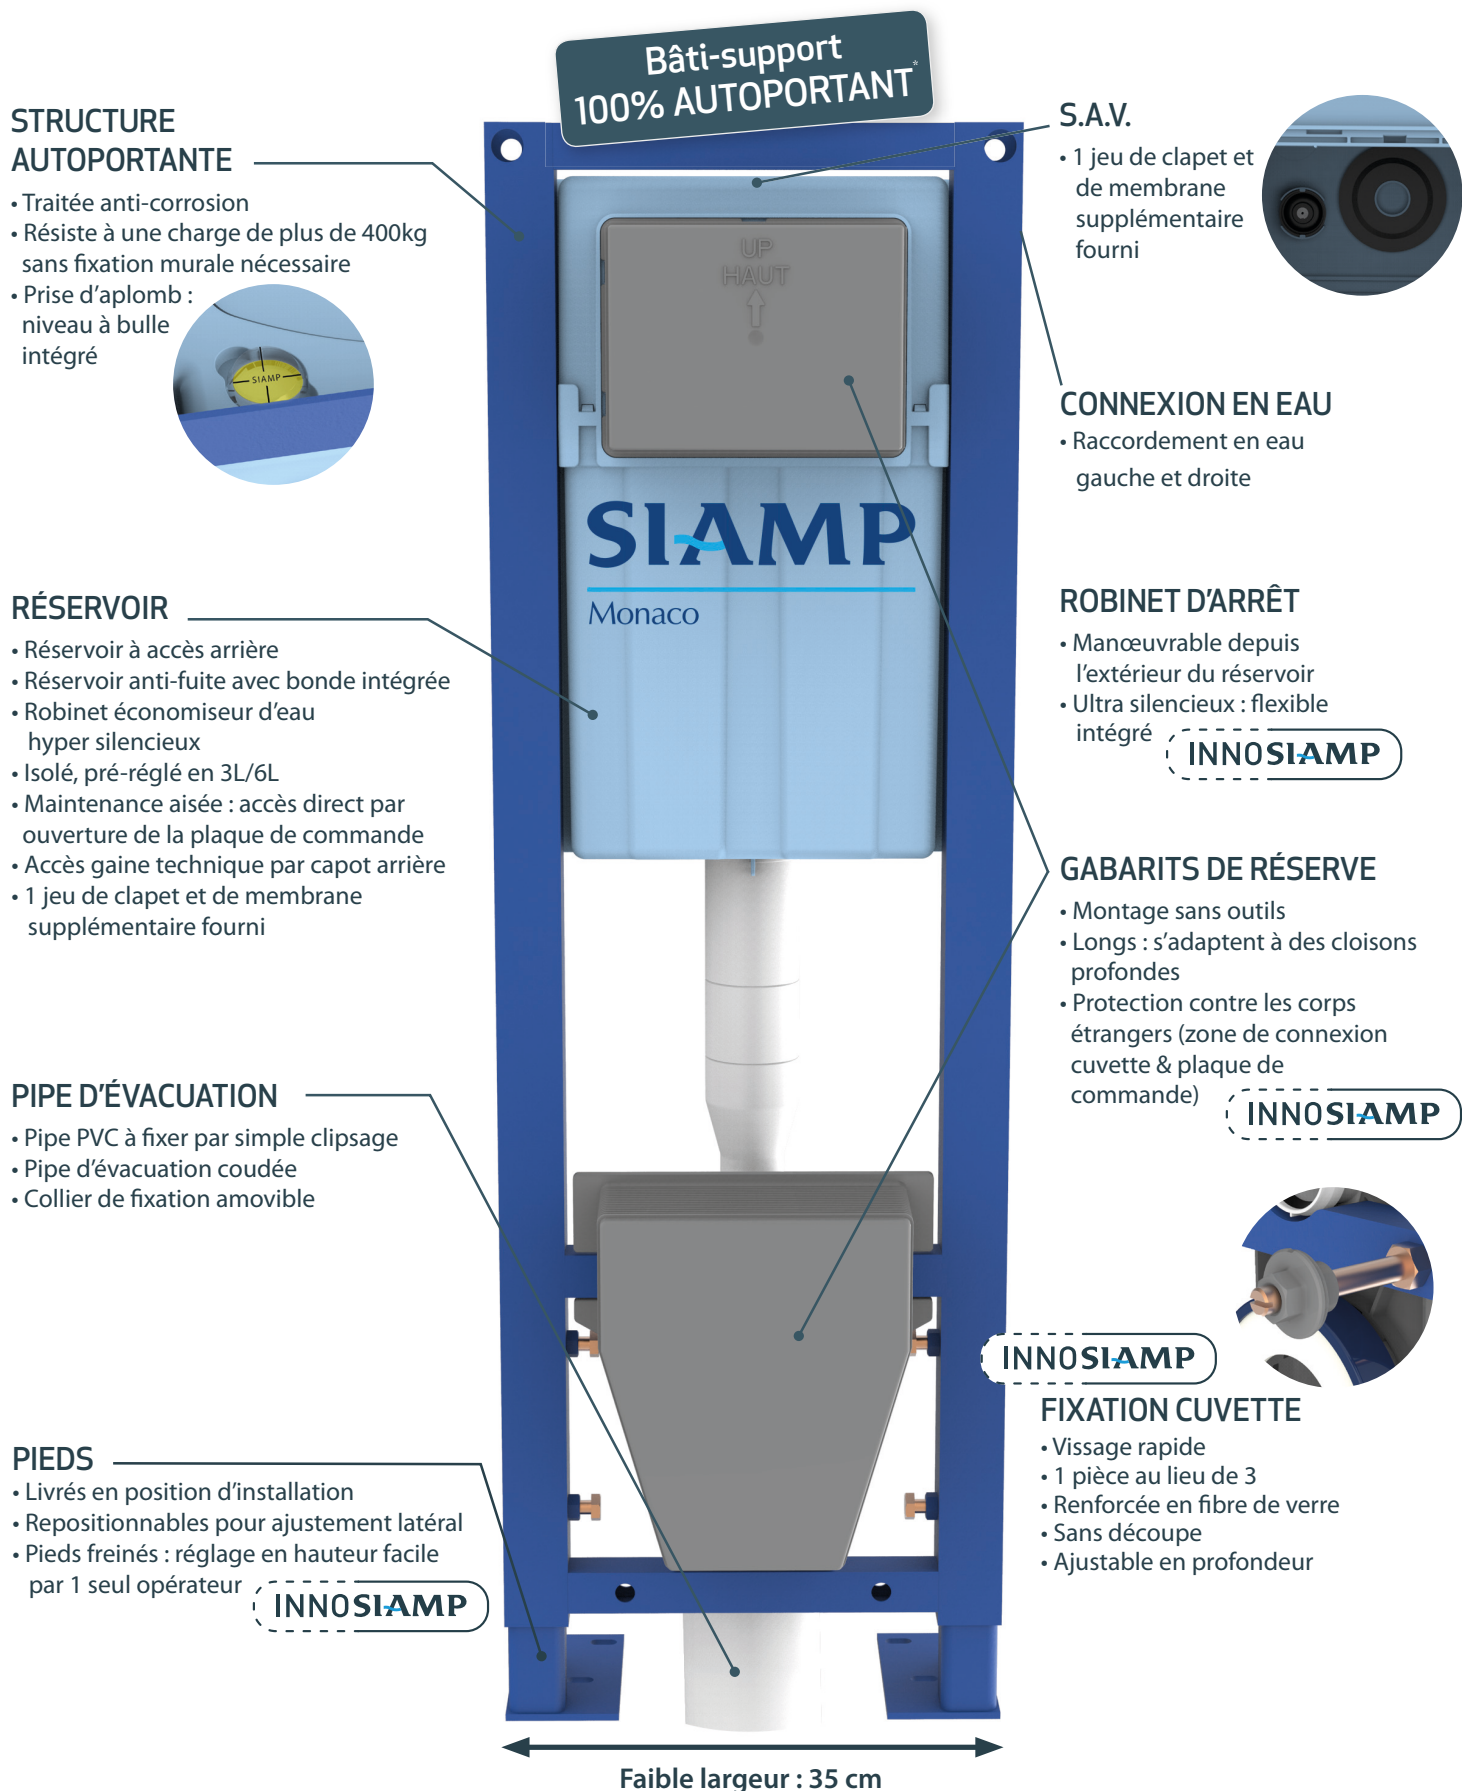 Bâti-support
100% AUTOPORTANT*
STRUCTURE
AUTOPORTANTE
• Traitée anti-corrosion
• Résiste à une charge de plus de 400kg
sans fixation murale nécessaire
• Prise d'aplomb :
niveau à bulle
intégré
SIAMP
RÉSERVOIR
• Réservoir à accès arrière
• Réservoir anti-fuite avec bonde intégrée
• Robinet économiseur d'eau
hyper silencieux
• Isolé, pré-réglé en 3L/6L
• Maintenance aisée : accès direct par
ouverture de la plaque de commande
• Accès gaine technique par capot arrière
• 1 jeu de clapet et de membrane
supplémentaire fourni
PIPE D'ÉVACUATION
• Pipe PVC à fixer par simple clipsage
• Pipe d'évacuation coudée
• Collier de fixation amovible
PIEDS
• Livrés en position d'installation
• Repositionnables pour ajustement latéral
• Pieds freinés : réglage en hauteur facile
par 1 seul opérateur
INNOSIAMP
UP
HAUT
SIAMP
Monaco
S.A.V.
• 1 jeu de clapet et
de membrane
supplémentaire
fourni
CONNEXION EN EAU
• Raccordement en eau
gauche et droite
ROBINET D'ARRÊT
• Manœuvrable depuis
l'extérieur du réservoir
• Ultra silencieux : flexible
intégré
INNOSIAMP
GABARITS DE RÉSERVE
• Montage sans outils
• Longs : s'adaptent à des cloisons
profondes
• Protection contre les corps
étrangers (zone de connexion
cuvette & plaque de
commande)
INNOSIAMP
INNOSIAMP
FIXATION CUVETTE
• Vissage rapide
• 1 pièce au lieu de 3
• Renforcée en fibre de verre
• Sans découpe
• Ajustable en profondeur
Faible largeur : 35 cm